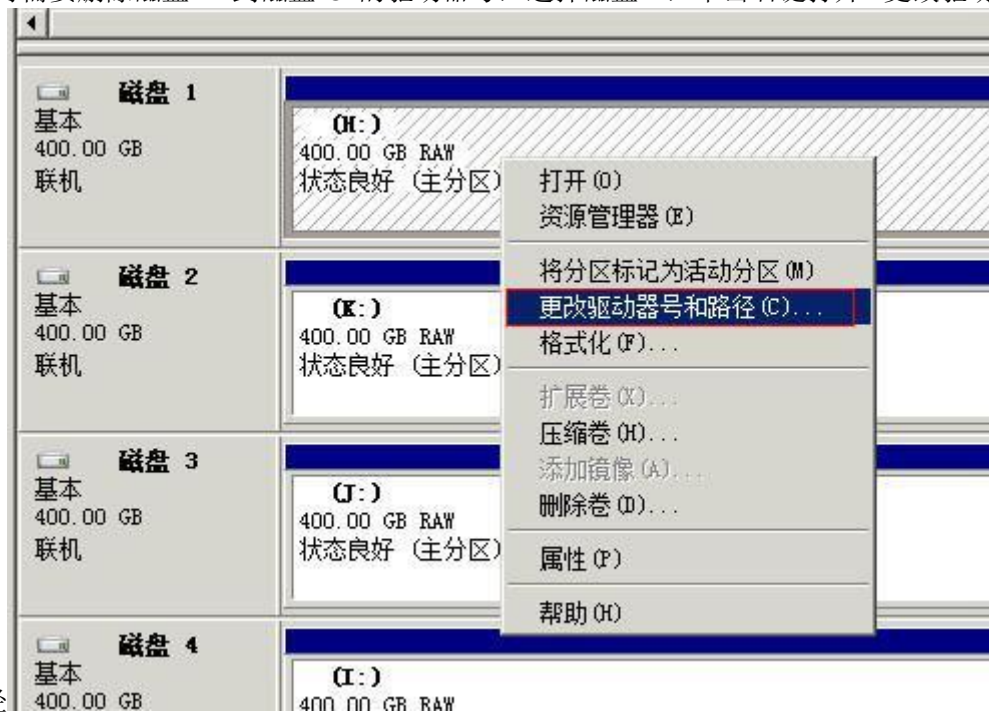 磁盘 1
基本
400.00 GB
联机
(H:)
400.00 GB RAW
状态良好 (主分区)
打开(O)
资源管理器(E)
将分区标记为活动分区(M)
更改驱动器号和路径(C)...
格式化(F)...
扩展卷(X)...
压缩卷(H)...
添加镜像(A)...
删除卷(D)...
属性(P)
帮助(H)
磁盘 2
基本
400.00 GB
联机
(K:)
400.00 GB RAW
状态良好 (主分区)
磁盘 3
基本
400.00 GB
联机
(J:)
400.00 GB RAW
状态良好 (主分区)
磁盘 4
基本
400.00 GB
(I:)
400.00 GB RAW